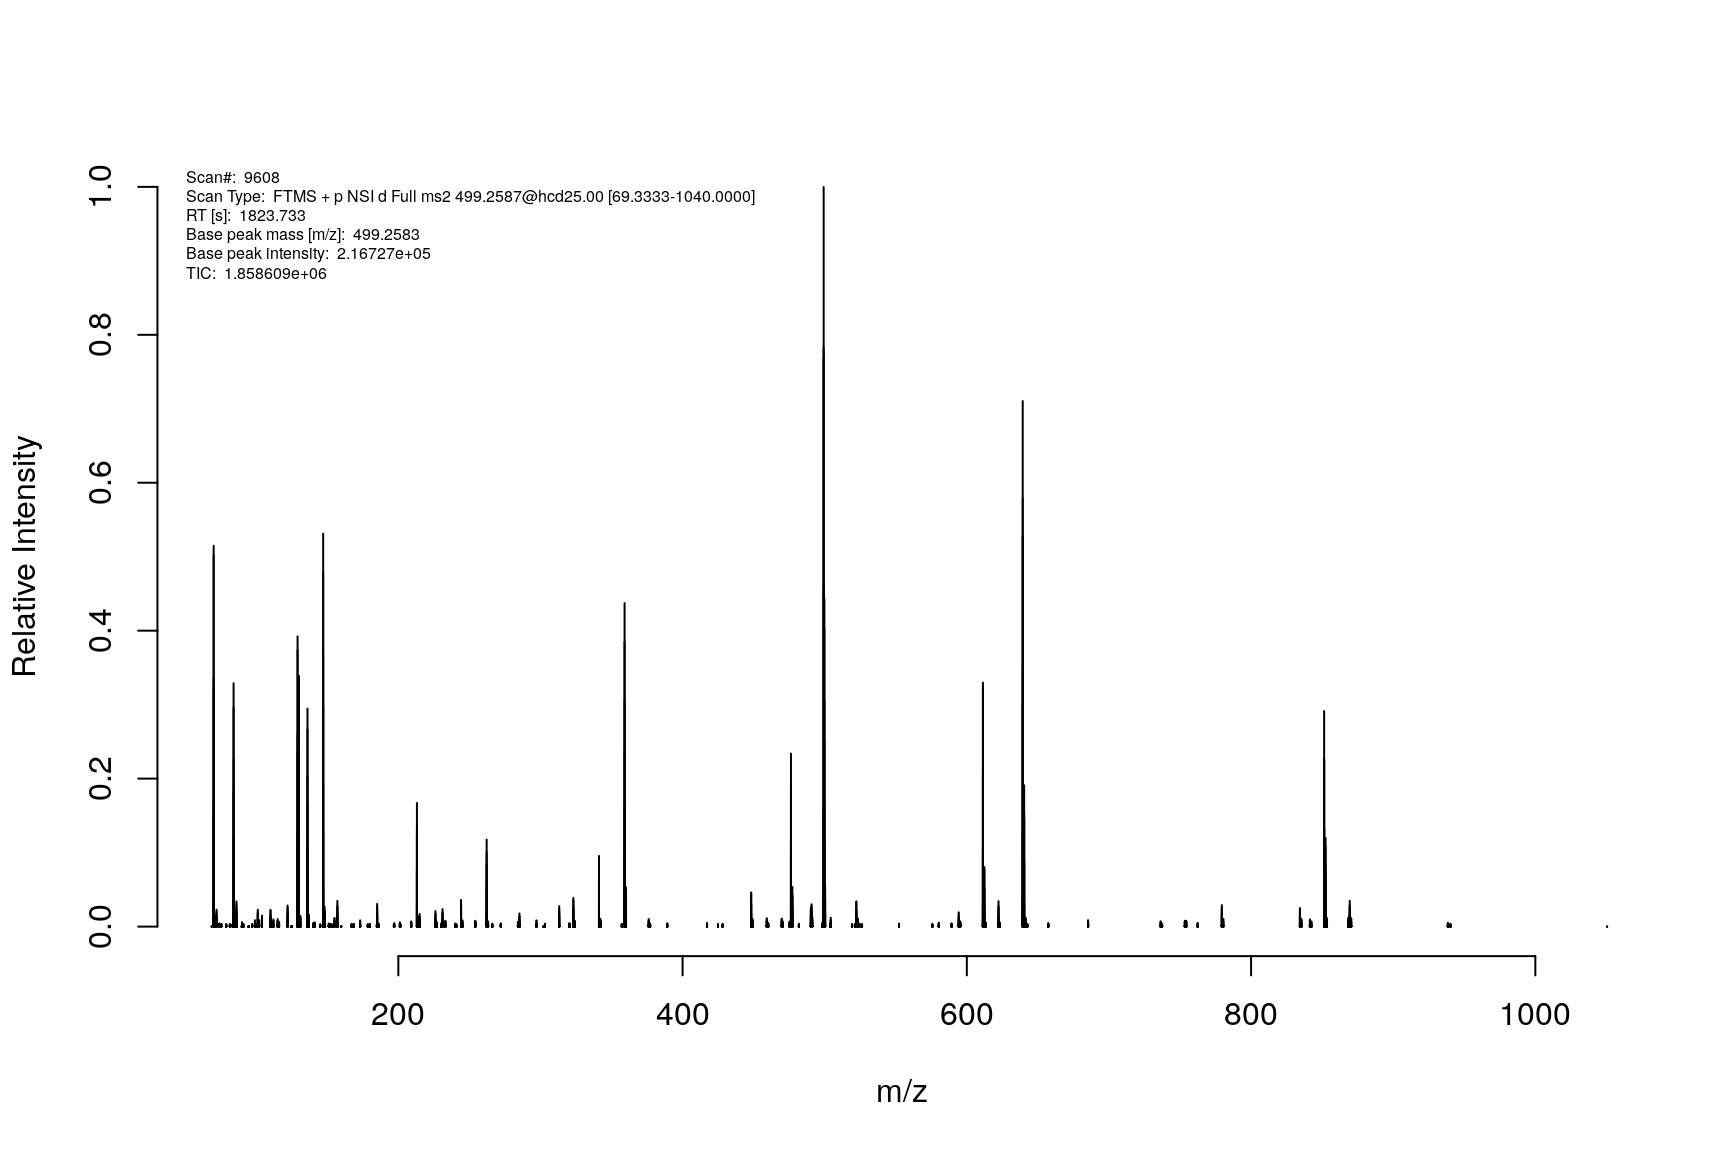 Scan#: 9608
Scan Type: FTMS + p NSI d Full ms2 499.2587@hcd25.00 [69.3333-1040.0000]
RT [s]: 1823.733
Base peak mass [m/z]: 499.2583
Base peak intensity: 2.16727e+05
TIC: 1.858609e+06
Relative Intensity
1.0
0.8
0.6
0.4
0.2
0.0
200 400 600 800 1000
m/z